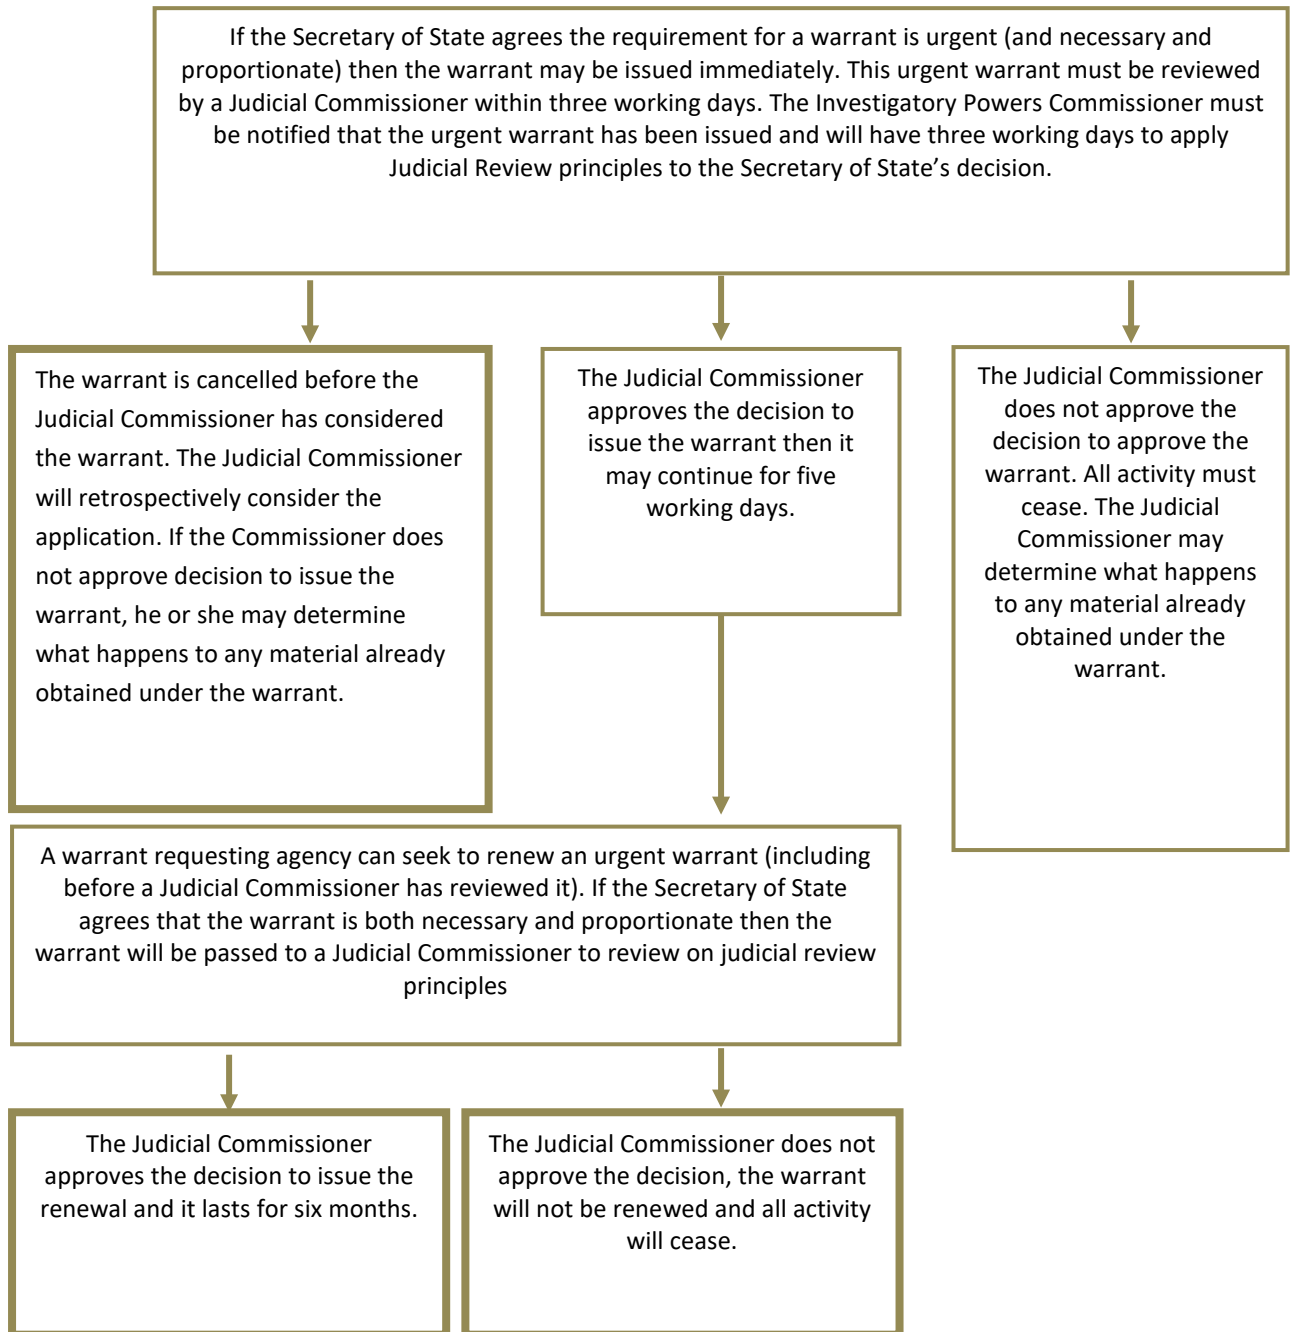 If the Secretary of State agrees the requirement for a warrant is urgent (and necessary and
proportionate) then the warrant may be issued immediately. This urgent warrant must be reviewed
by a Judicial Commissioner within three working days. The Investigatory Powers Commissioner must
be notified that the urgent warrant has been issued and will have three working days to apply
Judicial Review principles to the Secretary of State’s decision.
The warrant is cancelled before the
Judicial Commissioner has considered
the warrant. The Judicial Commissioner
will retrospectively consider the
application. If the Commissioner does
not approve decision to issue the
warrant, he or she may determine
what happens to any material already
obtained under the warrant.
The Judicial Commissioner
approves the decision to
issue the warrant then it
may continue for five
working days.
The Judicial Commissioner
does not approve the
decision to approve the
warrant. All activity must
cease. The Judicial
Commissioner may
determine what happens
to any material already
obtained under the
warrant.
A warrant requesting agency can seek to renew an urgent warrant (including
before a Judicial Commissioner has reviewed it). If the Secretary of State
agrees that the warrant is both necessary and proportionate then the
warrant will be passed to a Judicial Commissioner to review on judicial review
principles
The Judicial Commissioner
approves the decision to issue the
renewal and it lasts for six months.
The Judicial Commissioner does not
approve the decision, the warrant
will not be renewed and all activity
will cease.